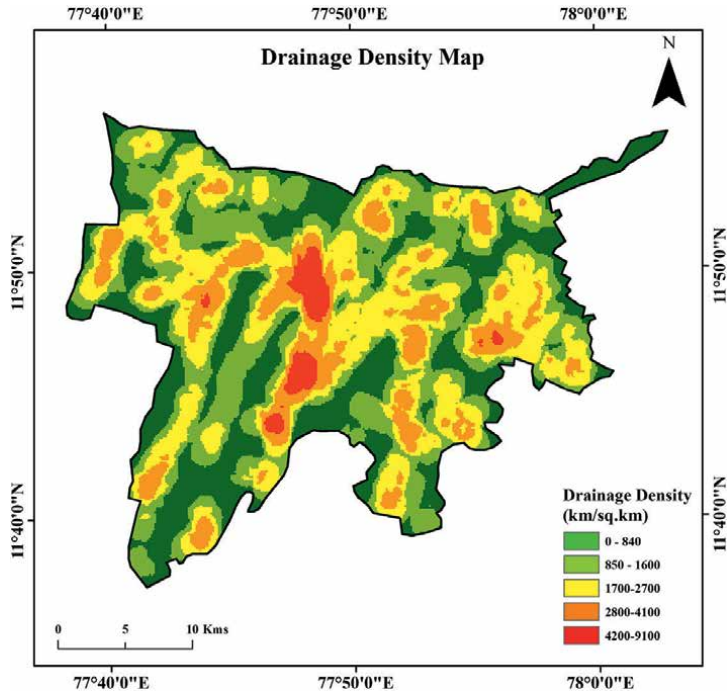 77°40'0"E 77°50'0"E 78°0'0"E
Drainage Density Map
N
11°50'0"N 11°50'0"N
11°40'0"N 11°40'0"N
Drainage Density
(km/sq.km)
0 - 840
850 - 1600
1700-2700
2800-4100
4200-9100
0 5 10 Kms
77°40'0"E 77°50'0"E 78°0'0"E